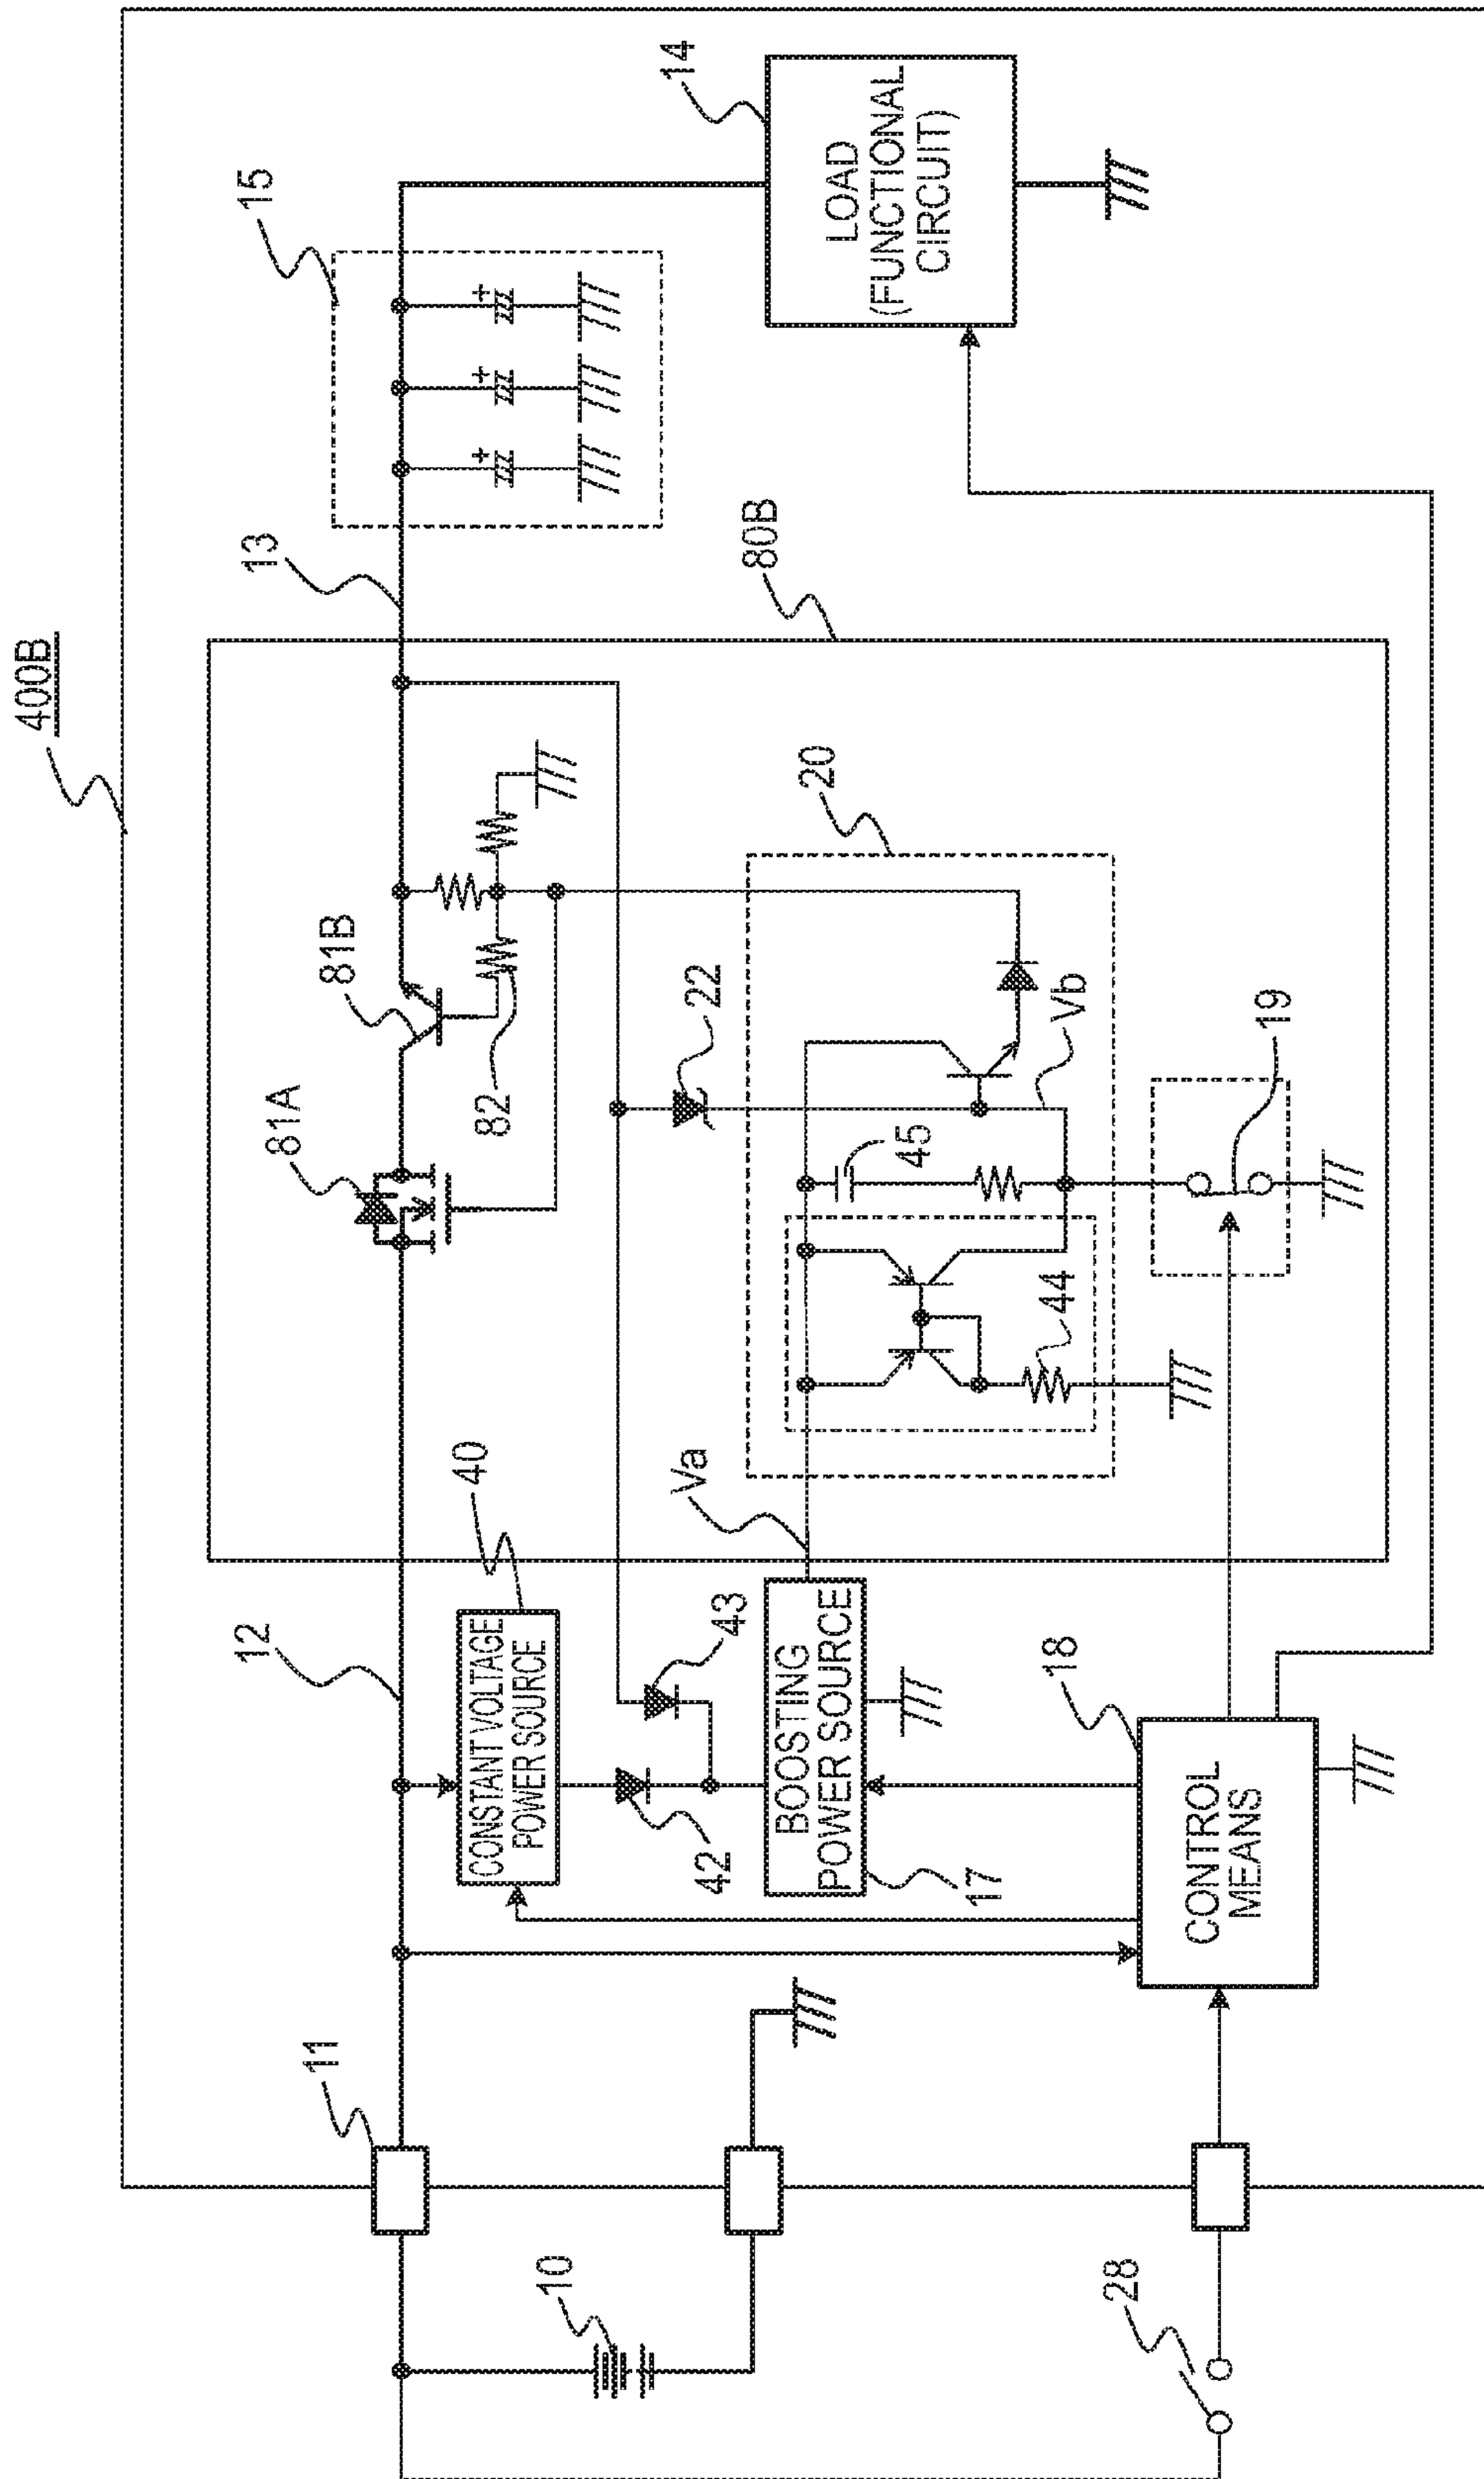 400B
15
14
LOAD
(FUNCTIONAL
CIRCUIT)
+
+
+
13
80B
81B
81A
82
22
20
45
Vb
44
19
12
40
CONSTANT VOLTAGE
POWER SOURCE
Va
43
42
BOOSTING
POWER SOURCE
17
18
CONTROL
MEANS
11
10
28